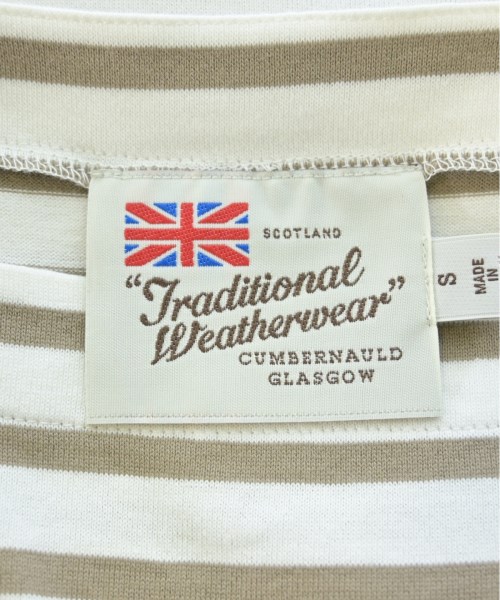 SCOTLAND
“Traditional
Weatherwear”
CUMBERNAULD
GLASGOW
S
MADE
IN